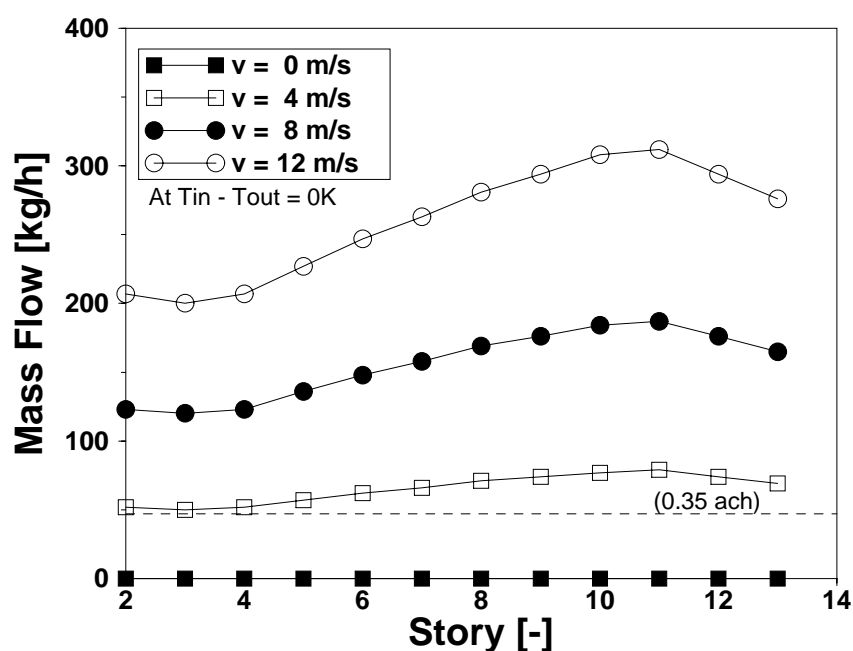 400
300
200
100
0
Mass Flow [kg/h]
v = 0 m/s
v = 4 m/s
v = 8 m/s
v = 12 m/s
At Tin - Tout = 0K
(0.35 ach)
2 4 6 8 10 12 14
Story [-]